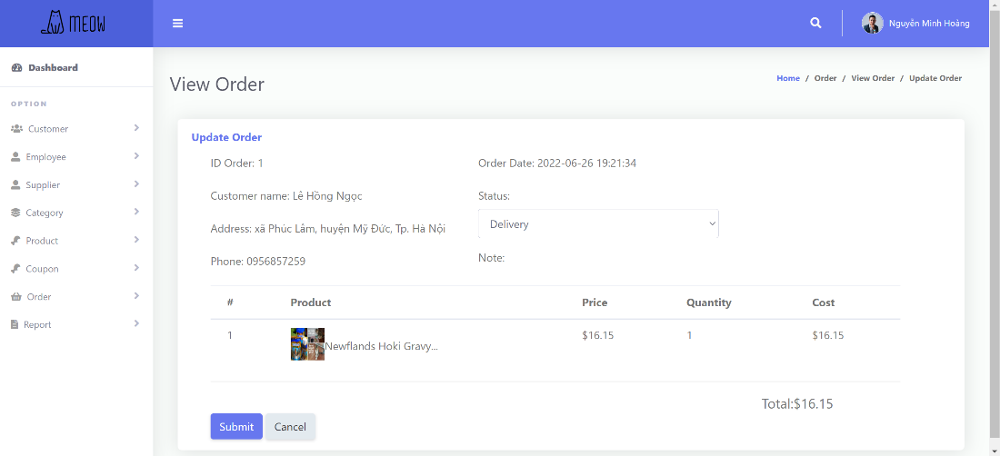 MEOW
Nguyễn Minh Hoàng
Dashboard
OPTION
Customer
Employee
Supplier
Category
Product
Coupon
Order
Report
View Order
Home / Order / View Order / Update Order
Update Order
ID Order: 1
Order Date: 2022-06-26 19:21:34
Customer name: Lê Hồng Ngọc
Status:
Delivery
Address: xã Phúc Lâm, huyện Mỹ Đức, Tp. Hà Nội
Phone: 0956857259
Note:
# Product Price Quantity Cost
1 Newflands Hoki Gravy... $16.15 1 $16.15
Total:$16.15
Submit Cancel